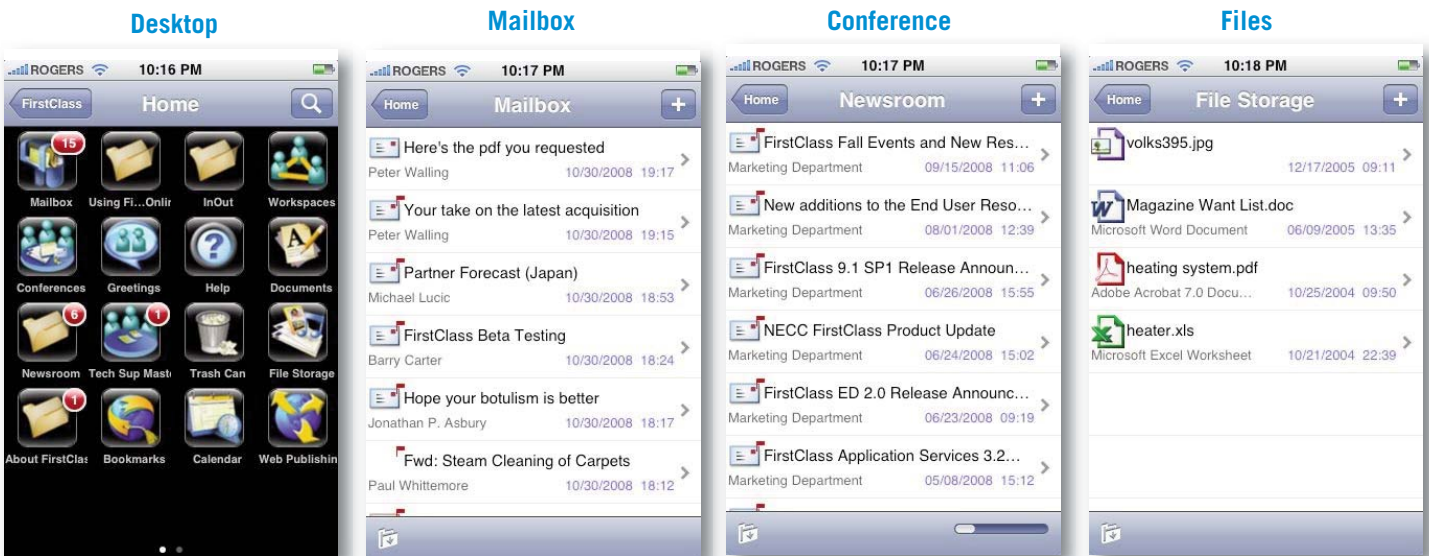 Desktop
Mailbox
Conference
Files
ROGERS 10:16 PM
FirstClass Home
15
Mailbox Using Fi...Onlir InOut Workspaces
Conferences Greetings Help Documents
6 1
Newsroom Tech Sup Mast Trash Can File Storage
1
About FirstClas Bookmarks Calendar Web Publishin
ROGERS 10:17 PM
Home Mailbox +
Here's the pdf you requested
Peter Walling 10/30/2008 19:17
Your take on the latest acquisition
Peter Walling 10/30/2008 19:15
Partner Forecast (Japan)
Michael Lucic 10/30/2008 18:53
FirstClass Beta Testing
Barry Carter 10/30/2008 18:24
Hope your botulism is better
Jonathan P. Asbury 10/30/2008 18:17
Fwd: Steam Cleaning of Carpets
Paul Whittemore 10/30/2008 18:12
ROGERS 10:17 PM
Home Newsroom +
FirstClass Fall Events and New Res...
Marketing Department 09/15/2008 11:06
New additions to the End User Reso...
Marketing Department 08/01/2008 12:39
FirstClass 9.1 SP1 Release Announ...
Marketing Department 06/26/2008 15:55
NECC FirstClass Product Update
Marketing Department 06/24/2008 15:02
FirstClass ED 2.0 Release Announc...
Marketing Department 06/23/2008 09:19
FirstClass Application Services 3.2...
Marketing Department 05/08/2008 15:12
ROGERS 10:18 PM
Home File Storage +
volks395.jpg
12/17/2005 09:11
Magazine Want List.doc
Microsoft Word Document 06/09/2005 13:35
heating system.pdf
Adobe Acrobat 7.0 Docu... 10/25/2004 09:50
heater.xls
Microsoft Excel Worksheet 10/21/2004 22:39